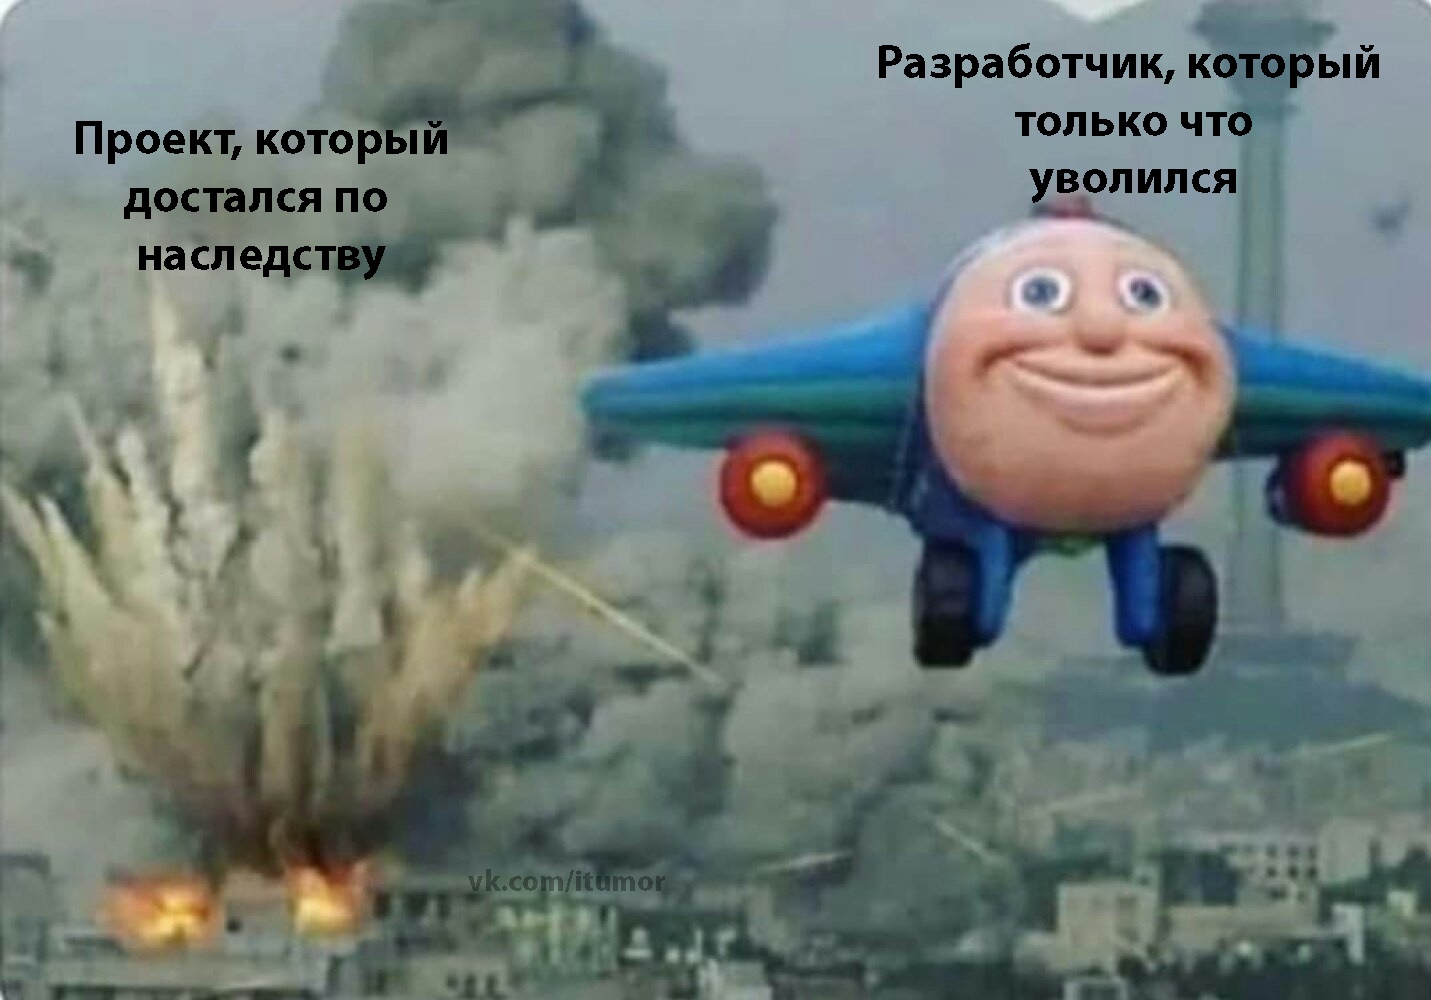 Проект, который
достался по
наследству
Разработчик, который
только что
уволился
vk.com/itumor